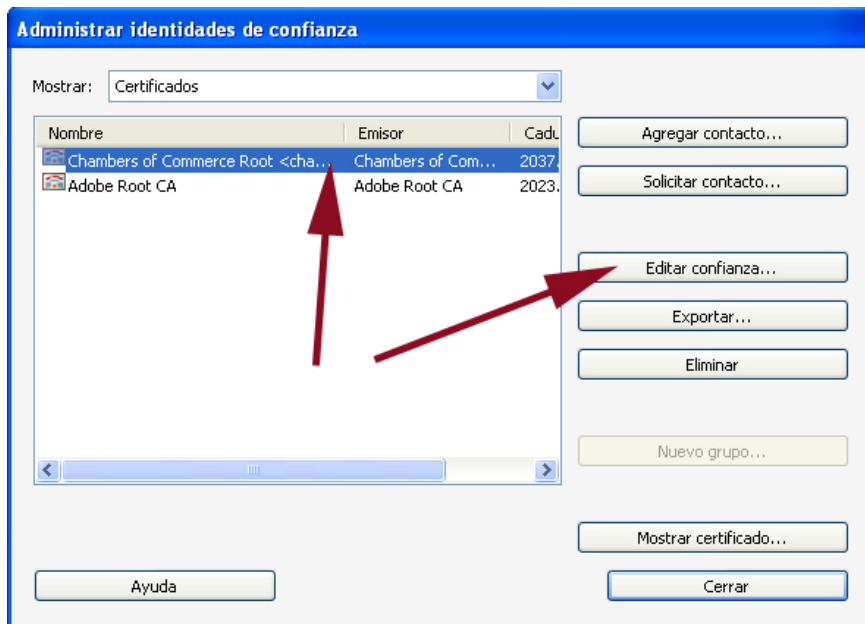 Administrar identidades de confianza
Mostrar: Certificados
Nombre Emisor Cadu
Chambers of Commerce Root <cha... Chambers of Com... 2037.
Adobe Root CA Adobe Root CA 2023.
Agregar contacto...
Solicitar contacto...
Editar confianza...
Exportar...
Eliminar
Nuevo grupo...
Mostrar certificado...
Ayuda Cerrar